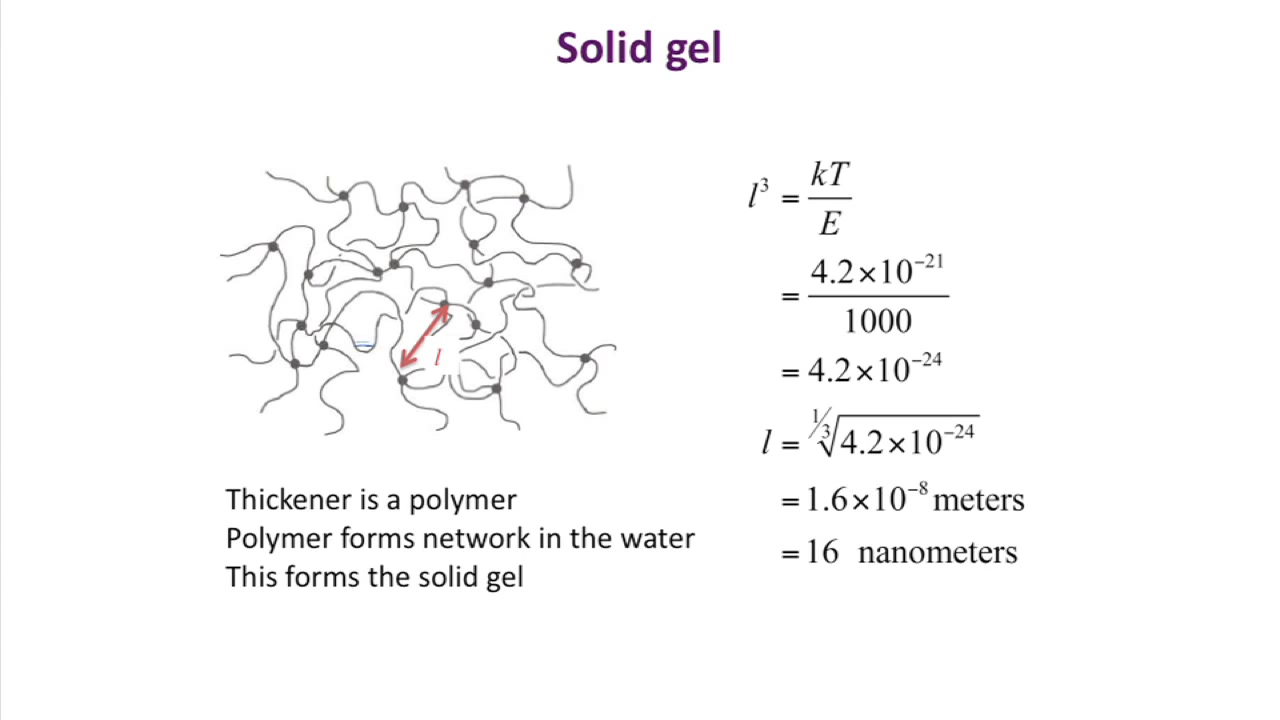 Solid gel
l
Thickener is a polymer
Polymer forms network in the water
This forms the solid gel
l³ = kT / E
= 4.2×10⁻²¹ / 1000
= 4.2×10⁻²⁴
l = ¹⁄₃√4.2×10⁻²⁴
= 1.6×10⁻⁸ meters
= 16 nanometers